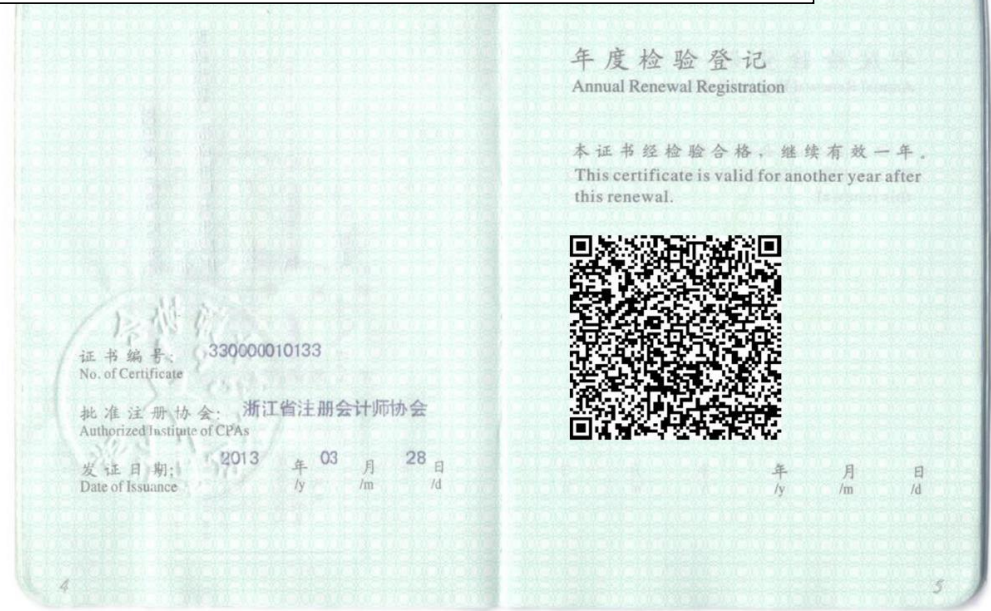 证书编号：330000010133
No. of Certificate
批准注册协会：浙江省注册会计师协会
Authorized Institute of CPAs
发证日期：2013 年 03 月 28 日
Date of Issuance /y /m /d
4
年度检验登记
Annual Renewal Registration
本证书经检验合格，继续有效一年。
This certificate is valid for another year after
this renewal.
年 月 日
/y /m /d
5